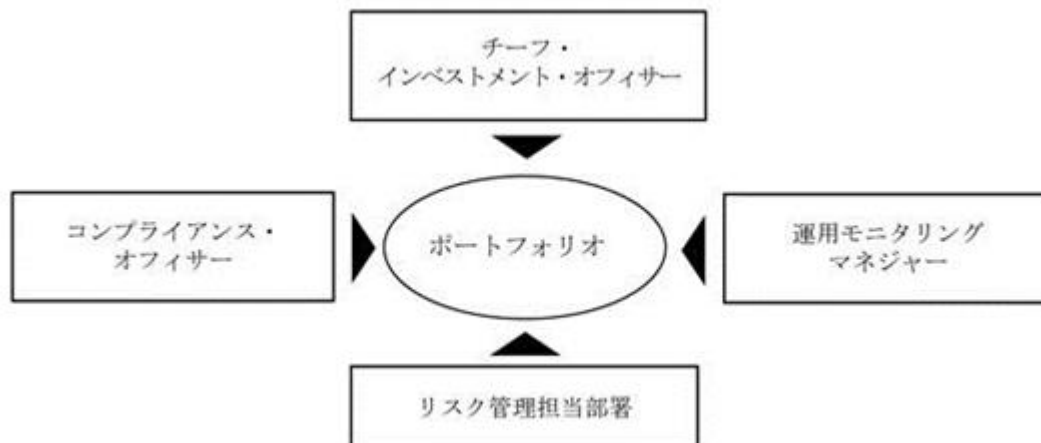 チーフ・
インベストメント・オフィサー
コンプライアンス・
オフィサー
ポートフォリオ
運用モニタリング
マネジャー
リスク管理担当部署